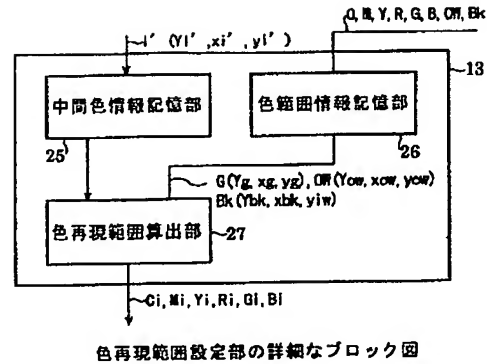 C, M, Y, R, G, B, OW, Bk
I´ (YI´, xi´, yi´)
13
中間色情報記憶部
色範囲情報記憶部
25
26
G(Yg, xg, yg), OW(Yow, xow, yow)
Bk(Ybk, xbk, yiw)
色再現範囲算出部
27
Ci, Mi, Yi, Ri, Gi, Bi
色再現範囲設定部の詳細なブロック図